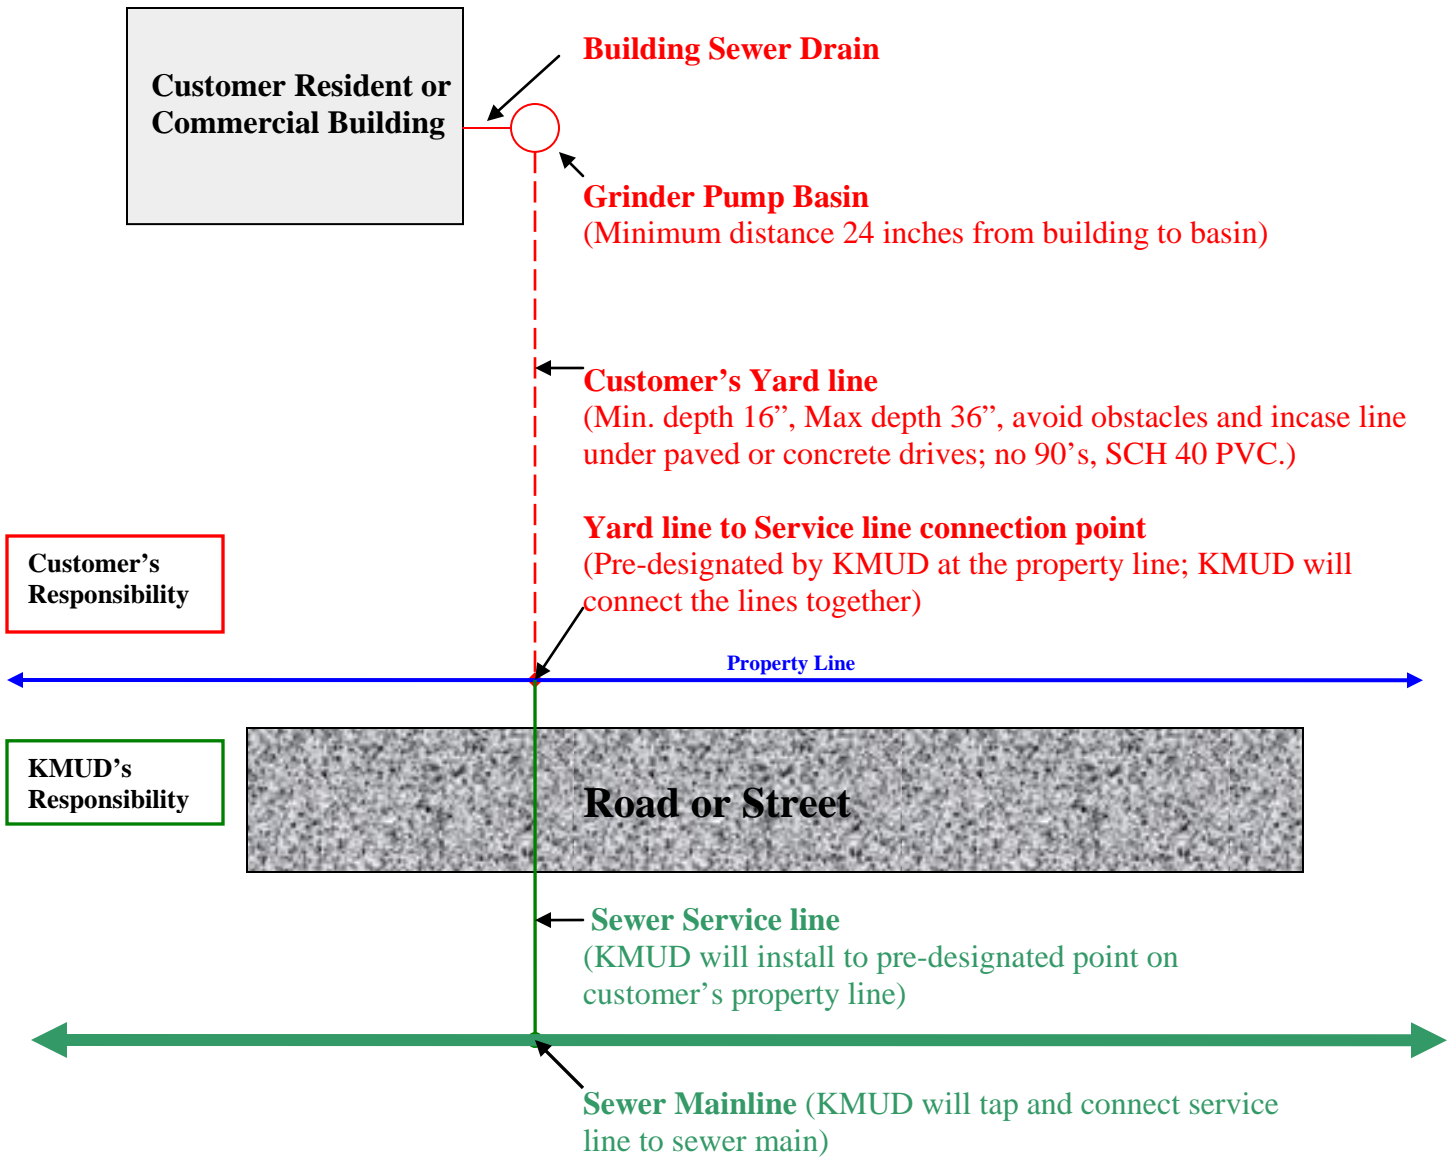 Building Sewer Drain
Customer Resident or
Commercial Building
Grinder Pump Basin
(Minimum distance 24 inches from building to basin)
Customer’s Yard line
(Min. depth 16”, Max depth 36”, avoid obstacles and incase line
under paved or concrete drives; no 90’s, SCH 40 PVC.)
Yard line to Service line connection point
(Pre-designated by KMUD at the property line; KMUD will
connect the lines together)
Customer’s
Responsibility
Property Line
KMUD’s
Responsibility
Road or Street
Sewer Service line
(KMUD will install to pre-designated point on
customer’s property line)
Sewer Mainline (KMUD will tap and connect service
line to sewer main)